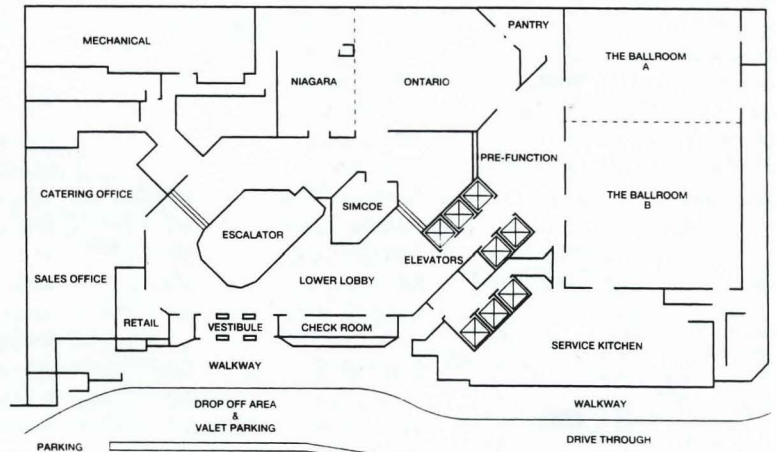 PANTRY
MECHANICAL
THE BALLROOM
A
NIAGARA
ONTARIO
PRE-FUNCTION
CATERING OFFICE
SIMCOE
THE BALLROOM
B
ESCALATOR
ELEVATORS
SALES OFFICE
LOWER LOBBY
RETAIL
VESTIBULE
CHECK ROOM
SERVICE KITCHEN
WALKWAY
DROP OFF AREA
&
VALET PARKING
WALKWAY
DRIVE THROUGH
PARKING